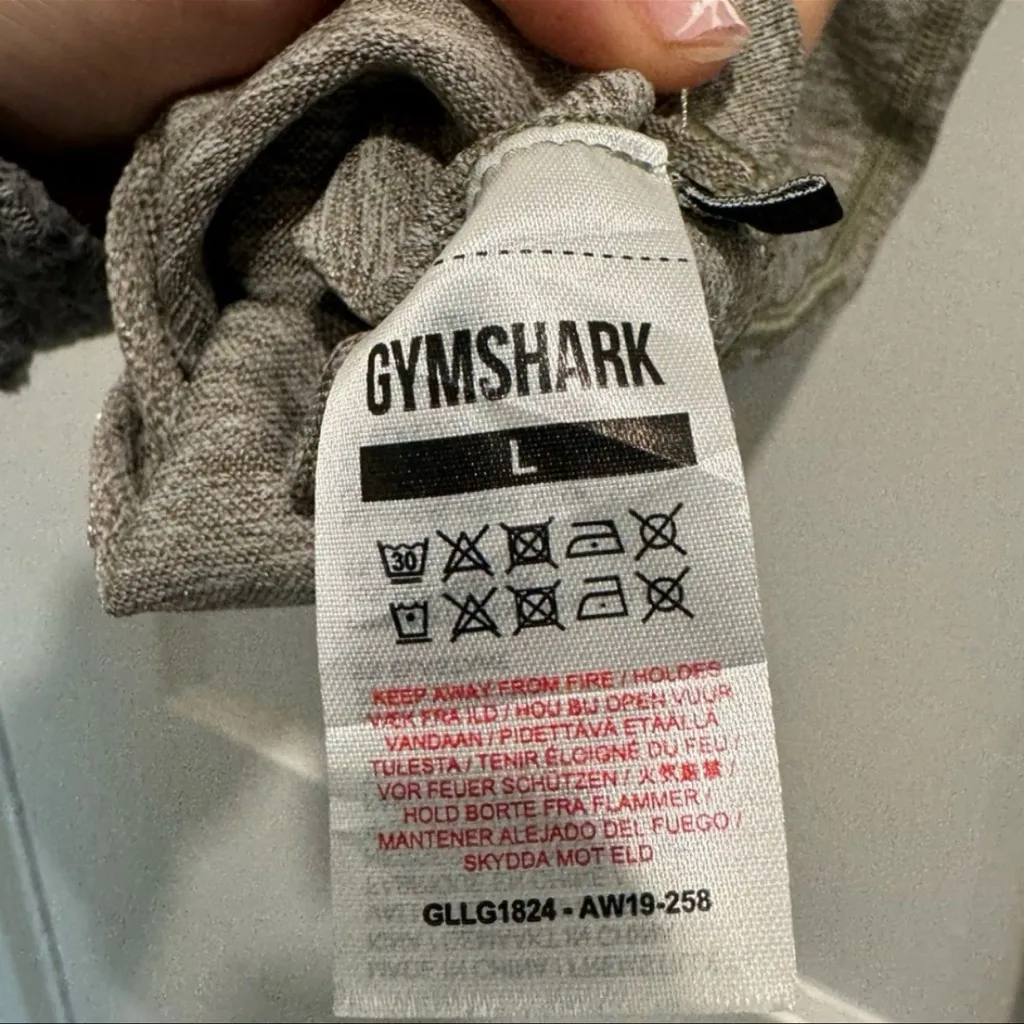 GYMSHARK
L
30
KEEP AWAY FROM FIRE / HOLDES
VÆK FRA ILD / HOU BIJ OPEN VUUR
VANDAAN / PIDETTÄVÄ ETÄÄLLÄ
TULESTA / TENIR ÉLOIGNÉ DU FEU /
VOR FEUER SCHÜTZEN / 火気厳禁 /
HOLD BORTE FRA FLAMMER /
MANTENER ALEJADO DEL FUEGO /
SKYDDA MOT ELD
GLLG1824 - AW19-258